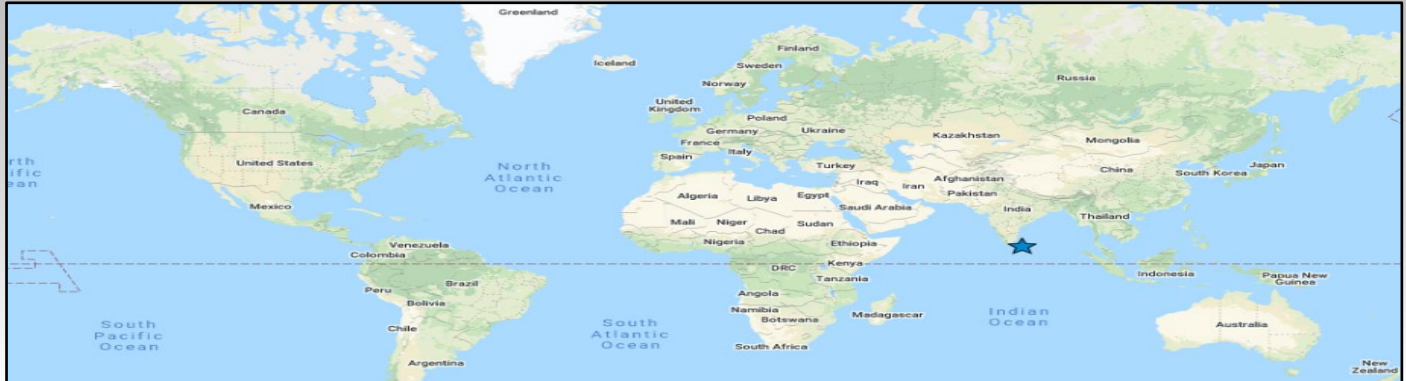 Greenland
Iceland
Finland
Sweden
Norway
Russia
United
Kingdom
Canada
Poland
Germany
Ukraine
France
Kazakhstan
Mongolia
Italy
Spain
North
Atlantic
Ocean
United States
Turkey
Japan
China
South Korea
rth
ific
ean
Afghanistan
Iraq
Iran
Pakistan
Algeria
Libya
Egypt
Mexico
Saudi Arabia
India
Thailand
Mali
Niger
Sudan
Chad
Nigeria
Ethiopia
Venezuela
Colombia
Kenya
DRC
Indonesia
Papua New
Guinea
Tanzania
Brazil
Peru
Angola
Bolivia
Namibia
Botswana
Madagascar
Indian
Ocean
South
Pacific
Ocean
Chile
South
Atlantic
Ocean
Australia
South Africa
Argentina
New
Zealand